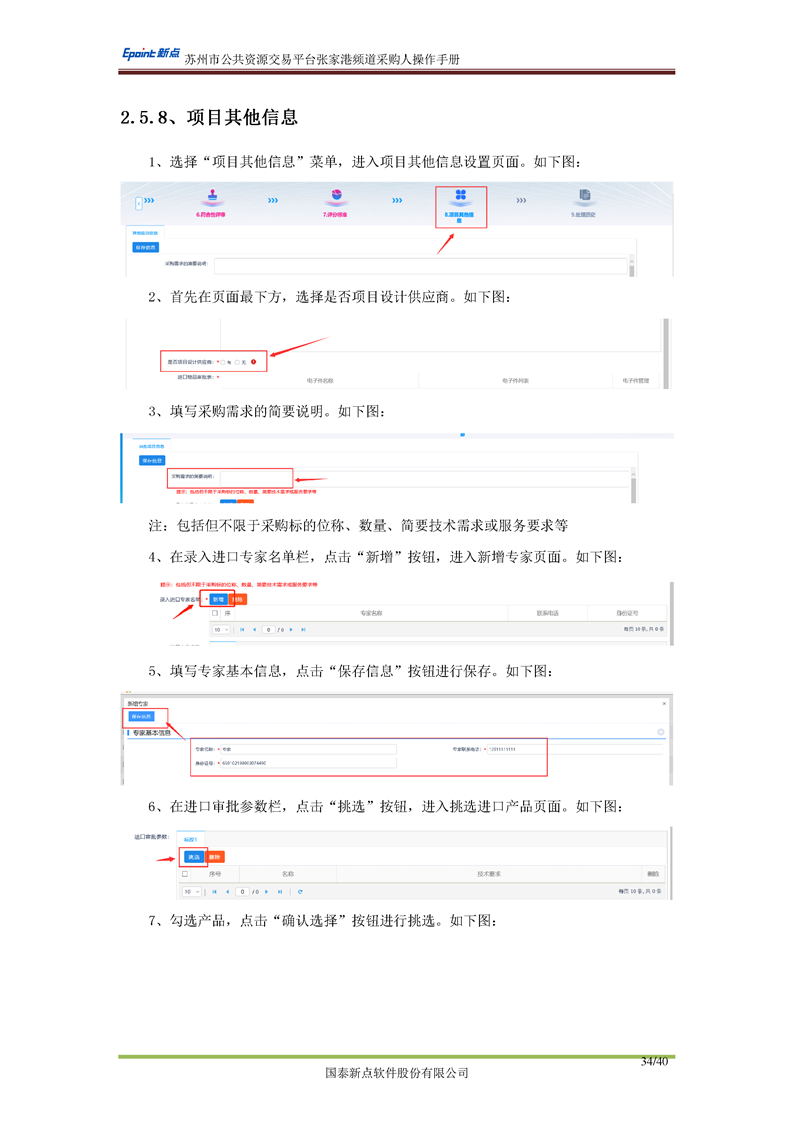 Epoint新点 苏州市公共资源交易平台张家港频道采购人操作手册
2.5.8、项目其他信息
1、选择“项目其他信息”菜单，进入项目其他信息设置页面。如下图：
6.符合性评审
7.评分标准
8.项目其他信息
9.处理历史
保存信息
采购需求的简要说明：
2、首先在页面最下方，选择是否项目设计供应商。如下图：
是否项目设计供应商：* 有 无
进口物品审批表：*
电子件名称 电子件列表 电子件管理
3、填写采购需求的简要说明。如下图：
保存信息
采购需求的简要说明：
提示：包括但不限于采购标的位称、数量、简要技术需求或服务要求等
注：包括但不限于采购标的位称、数量、简要技术需求或服务要求等
4、在录入进口专家名单栏，点击“新增”按钮，进入新增专家页面。如下图：
提示：包括但不限于采购标的位称、数量、简要技术需求或服务要求等
录入进口专家名单 * 新增 删除
序 专家名称 联系电话 身份证号
10 0 / 0 每页 10 条, 共 0 条
5、填写专家基本信息，点击“保存信息”按钮进行保存。如下图：
新增专家
保存信息
专家基本信息
专家名称：* 专家 专家联系电话：*
身份证号：*
6、在进口审批参数栏，点击“挑选”按钮，进入挑选进口产品页面。如下图：
进口审批参数： 标段1
挑选 删除
序号 名称 技术要求 删除
10 0 / 0 每页 10 条, 共 0 条
7、勾选产品，点击“确认选择”按钮进行挑选。如下图：
34/40
国泰新点软件股份有限公司